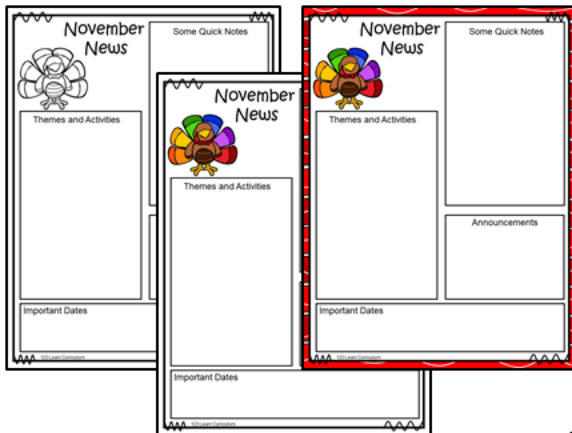 November
News
Some Quick Notes
Themes and Activities
Important Dates
123 Learn Curriculum
November
News
Themes and Activities
Important Dates
123 Learn Curriculum
November
News
Some Quick Notes
Themes and Activities
Announcements
Important Dates
123 Learn Curriculum